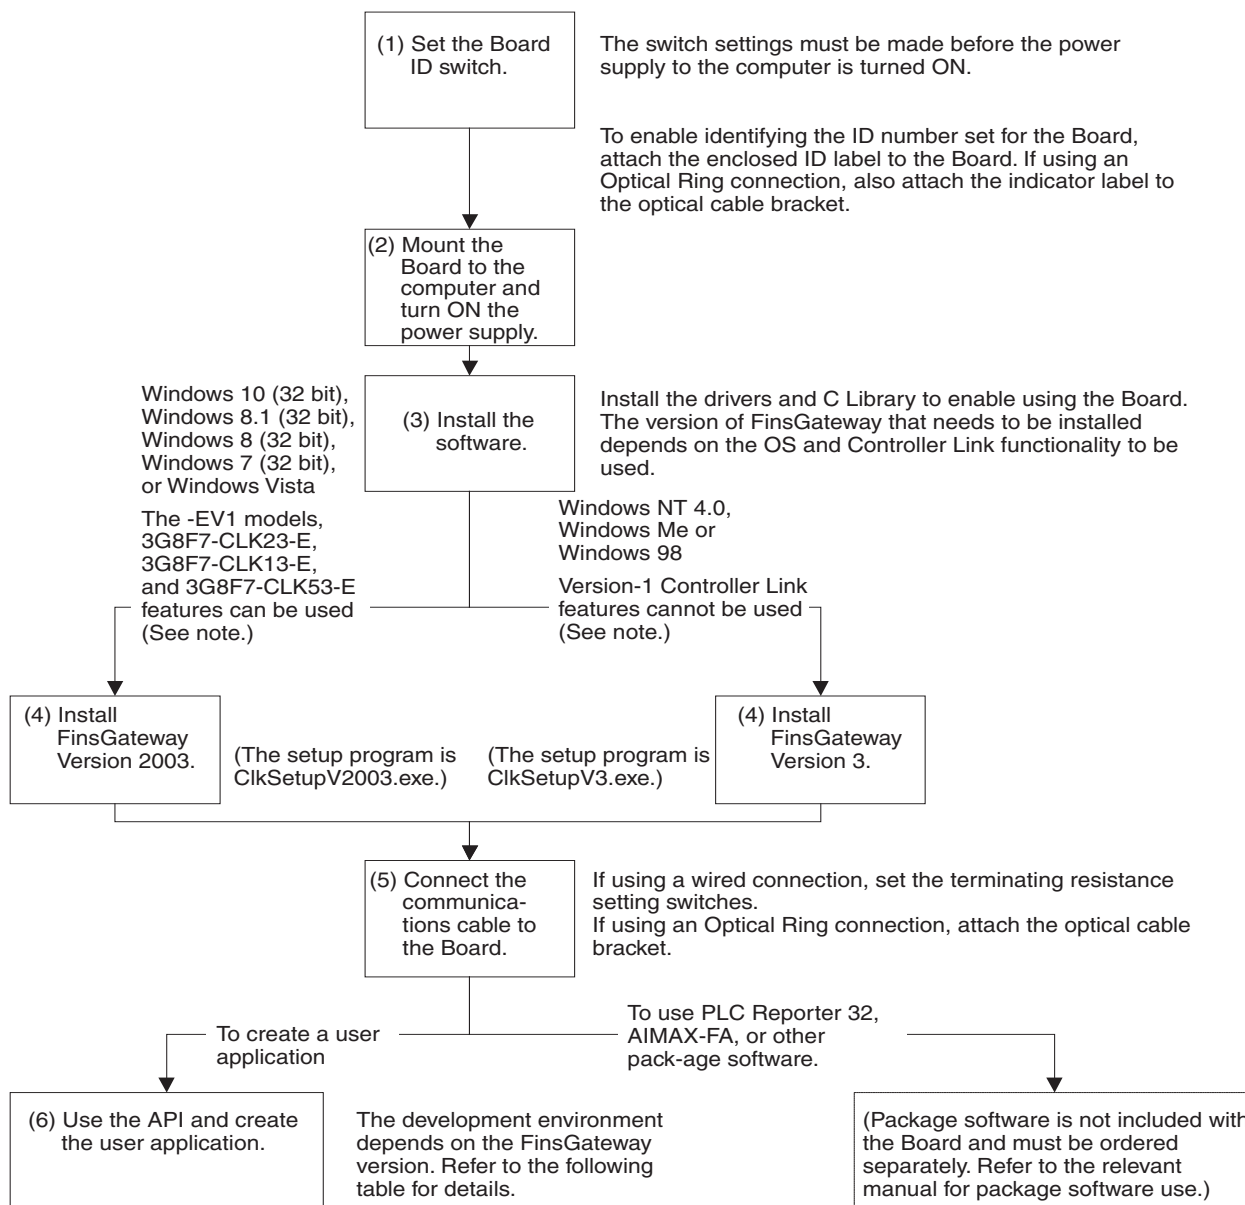 (1) Set the Board
ID switch.
The switch settings must be made before the power
supply to the computer is turned ON.
To enable identifying the ID number set for the Board,
attach the enclosed ID label to the Board. If using an
Optical Ring connection, also attach the indicator label to
the optical cable bracket.
(2) Mount the
Board to the
computer and
turn ON the
power supply.
Windows 10 (32 bit),
Windows 8.1 (32 bit),
Windows 8 (32 bit),
Windows 7 (32 bit),
or Windows Vista
The -EV1 models,
3G8F7-CLK23-E,
3G8F7-CLK13-E,
and 3G8F7-CLK53-E
features can be used
(See note.)
(3) Install the
software.
Install the drivers and C Library to enable using the Board.
The version of FinsGateway that needs to be installed
depends on the OS and Controller Link functionality to be
used.
Windows NT 4.0,
Windows Me or
Windows 98
Version-1 Controller Link
features cannot be used
(See note.)
(4) Install
FinsGateway
Version 2003.
(The setup program is
ClkSetupV2003.exe.)
(The setup program is
ClkSetupV3.exe.)
(4) Install
FinsGateway
Version 3.
(5) Connect the
communica-
tions cable to
the Board.
If using a wired connection, set the terminating resistance
setting switches.
If using an Optical Ring connection, attach the optical cable
bracket.
To create a user
application
To use PLC Reporter 32,
AIMAX-FA, or other
pack-age software.
(6) Use the API and create
the user application.
The development environment
depends on the FinsGateway
version. Refer to the following
table for details.
(Package software is not included with
the Board and must be ordered
separately. Refer to the relevant
manual for package software use.)